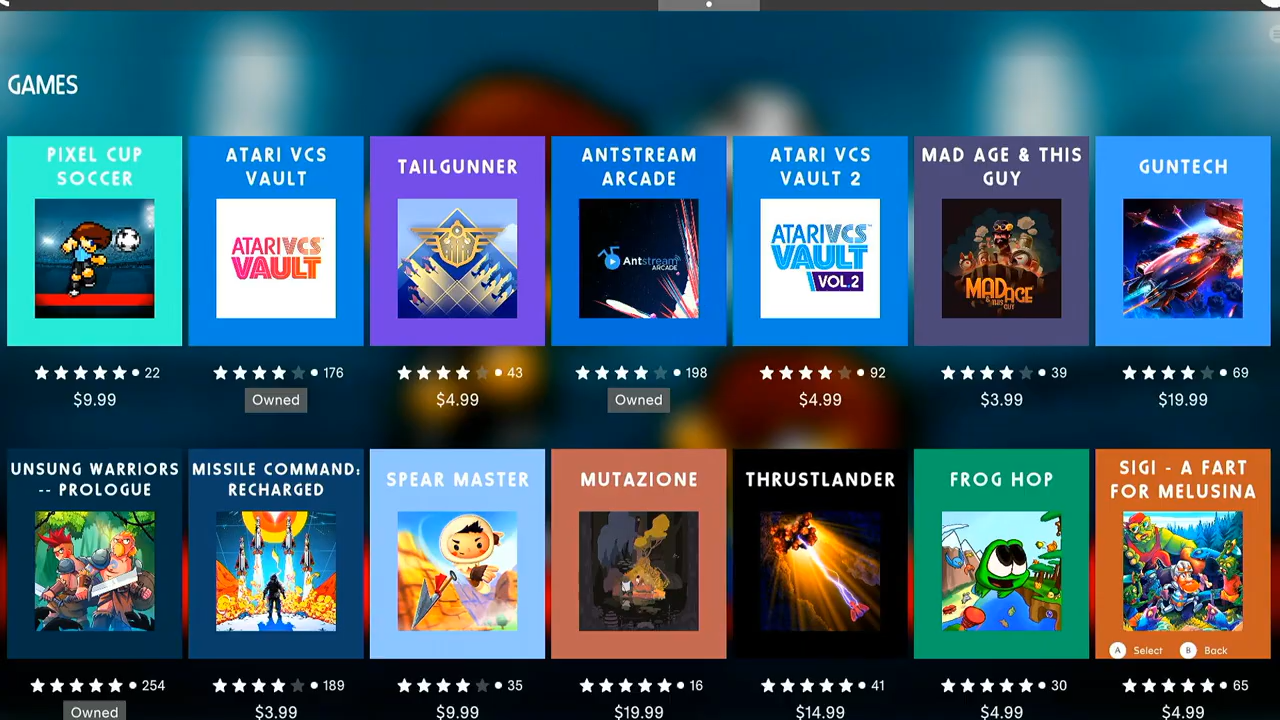 GAMES
PIXEL CUP
SOCCER
ATARI VCS
VAULT
TAILGUNNER
ANTSTREAM
ARCADE
ATARI VCS
VAULT 2
MAD AGE & THIS
GUY
GUNTECH
ATARI VCS™
VAULT
Antstream
ARCADE
ATARI VCS™
VAULT
VOL.2
MAD AGE
& THIS
GUY
22
176
43
198
92
39
69
$9.99
Owned
$4.99
Owned
$4.99
$3.99
$19.99
UNSUNG WARRIORS
-- PROLOGUE
MISSILE COMMAND:
RECHARGED
SPEAR MASTER
MUTAZIONE
THRUSTLANDER
FROG HOP
SIGI - A FART
FOR MELUSINA
A Select B Back
254
189
35
16
41
30
65
Owned
$3.99
$9.99
$19.99
$14.99
$4.99
$4.99